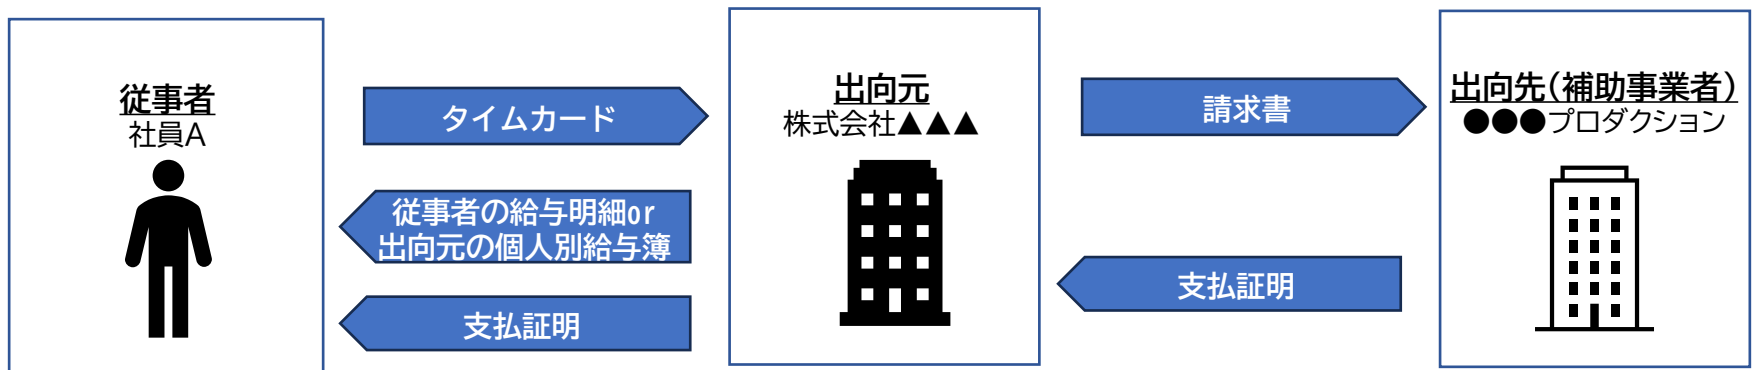 従事者
社員A
タイムカード
従事者の給与明細or
出向元の個人別給与簿
支払証明
出向元
株式会社▲▲▲
請求書
支払証明
出向先(補助事業者)
●●●プロダクション